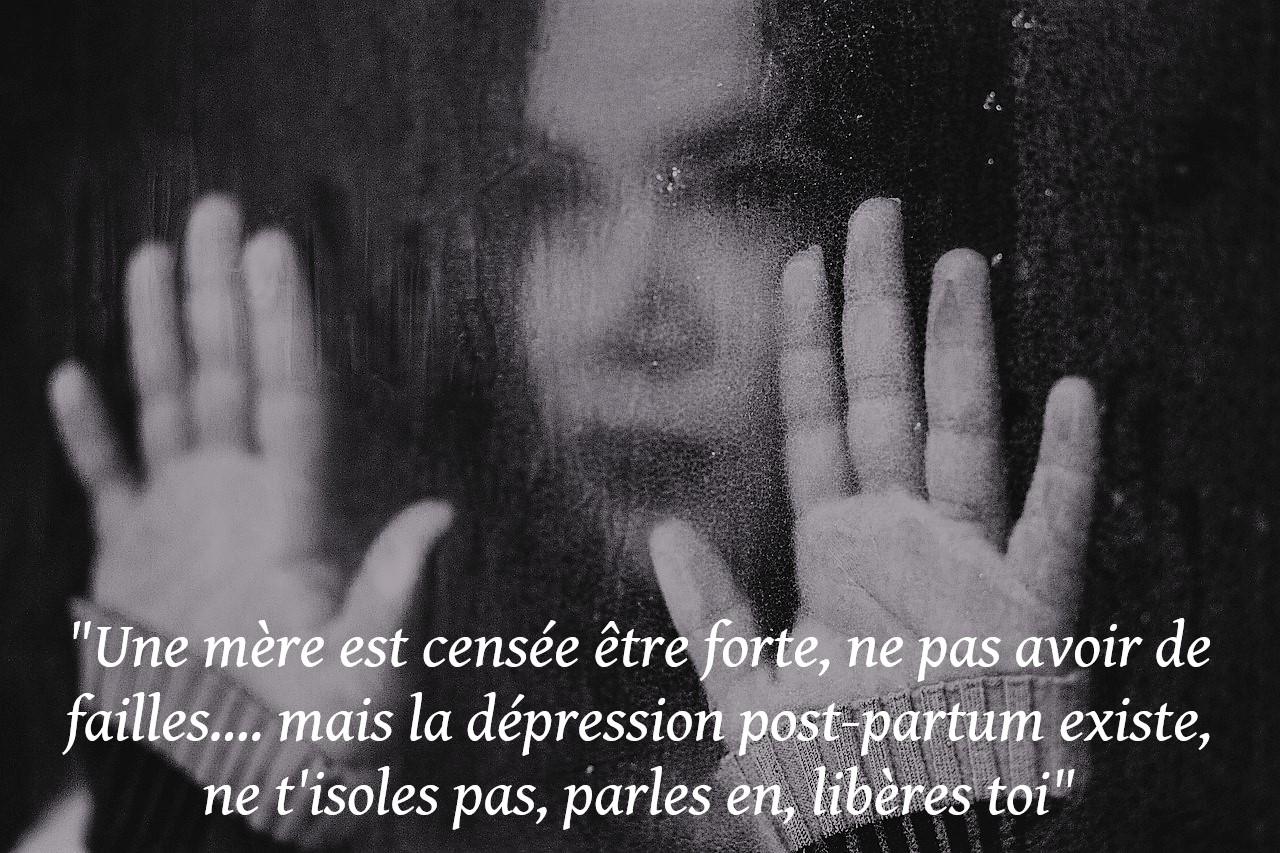 "Une mère est censée être forte, ne pas avoir de
failles.... mais la dépression post-partum existe,
ne t'isoles pas, parles en, libères toi"